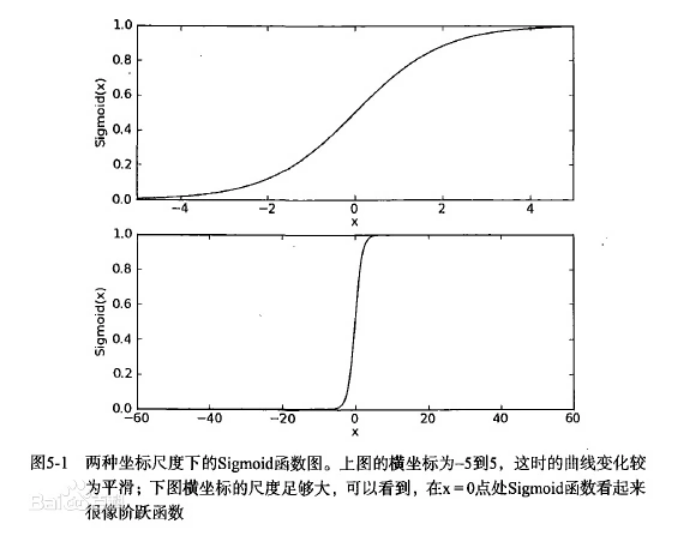 1.0
0.8
0.6
0.4
0.2
0.0
Sigmoid(x)
−4 −2 0 2 4
x
1.0
0.8
0.6
0.4
0.2
0.0
Sigmoid(x)
−60 −40 −20 0 20 40 60
x
图5-1 两种坐标尺度下的Sigmoid函数图。上图的横坐标为–5到5，这时的曲线变化较
为平滑；下图横坐标的尺度足够大，可以看到，在x = 0点处Sigmoid函数看起来
很像阶跃函数
Bai